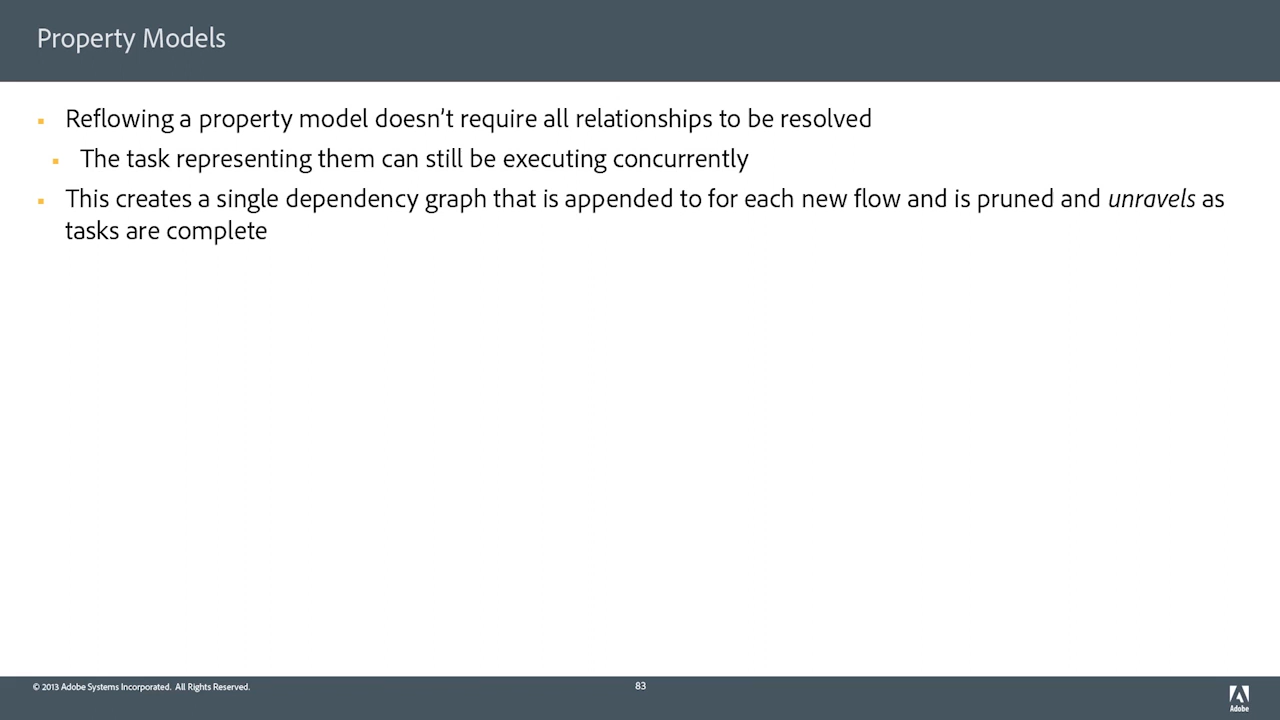 Property Models
▪ Reflowing a property model doesn’t require all relationships to be resolved
▪ The task representing them can still be executing concurrently
▪ This creates a single dependency graph that is appended to for each new flow and is pruned and unravels as
tasks are complete
© 2013 Adobe Systems Incorporated. All Rights Reserved.
83
Adobe